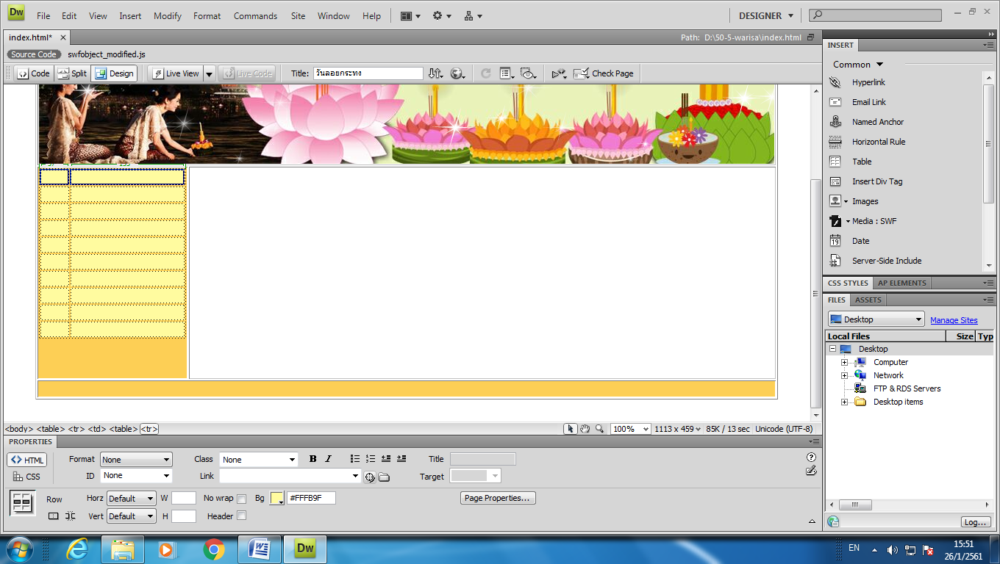 Dw File Edit View Insert Modify Format Commands Site Window Help DESIGNER
index.html* Path: D:\50-5-warisa\index.html
Source Code swfobject_modified.js
Code Split Design Live View Live Code Title: วันลอยกระทง Check Page
INSERT
Common
Hyperlink
Email Link
Named Anchor
Horizontal Rule
Table
Insert Div Tag
Images
Media : SWF
19 Date
Server-Side Include
CSS STYLES AP ELEMENTS
FILES ASSETS
Desktop Manage Sites
Local Files Size Typ
Desktop
Computer
Network
FTP & RDS Servers
Desktop items
Log...
<body> <table> <tr> <td> <table> <tr> 100% 1113 x 459 85K / 13 sec Unicode (UTF-8)
PROPERTIES
HTML Format None Class None B I Title
CSS ID None Link Target
Row Horz Default W No wrap Bg #FFFB9F Page Properties...
Vert Default H Header
Dw EN 15:51
26/1/2561